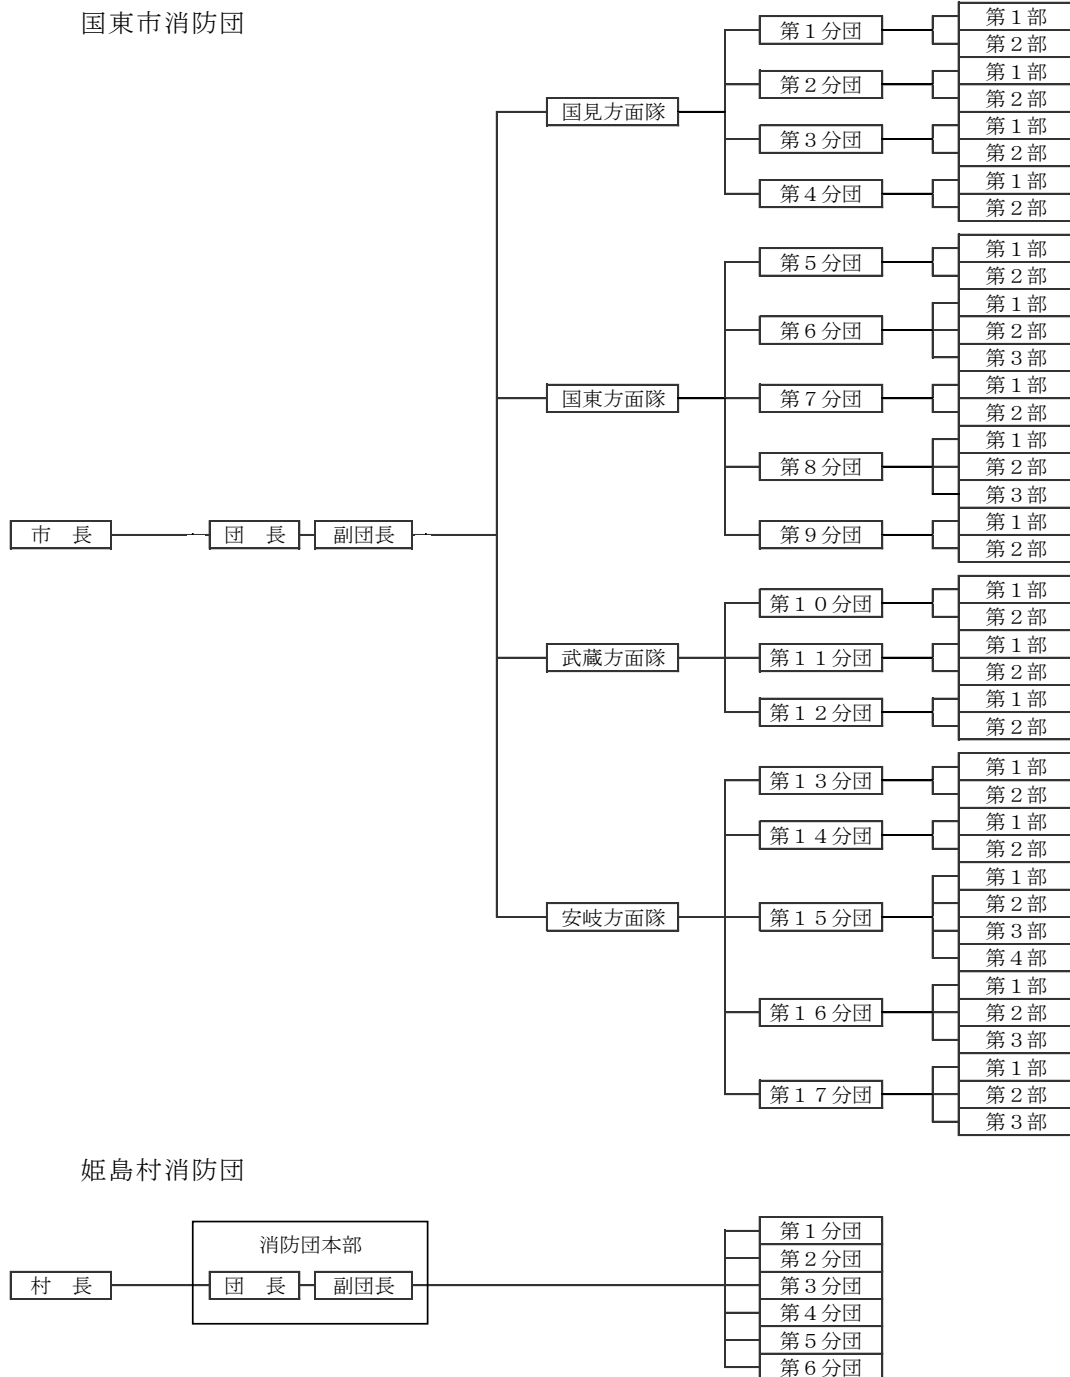 国東市消防団
市　長
団　長
副団長
国見方面隊
第１分団
第１部
第２部
第２分団
第１部
第２部
第３分団
第１部
第２部
第４分団
第１部
第２部
国東方面隊
第５分団
第１部
第２部
第６分団
第１部
第２部
第３部
第７分団
第１部
第２部
第８分団
第１部
第２部
第３部
第９分団
第１部
第２部
武蔵方面隊
第１０分団
第１部
第２部
第１１分団
第１部
第２部
第１２分団
第１部
第２部
安岐方面隊
第１３分団
第１部
第２部
第１４分団
第１部
第２部
第１５分団
第１部
第２部
第３部
第４部
第１６分団
第１部
第２部
第３部
第１７分団
第１部
第２部
第３部
姫島村消防団
村　長
消防団本部
団　長
副団長
第１分団
第２分団
第３分団
第４分団
第５分団
第６分団